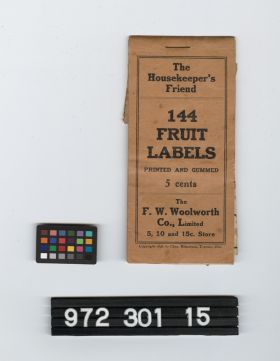 The
Housekeeper's
Friend
144
FRUIT
LABELS
PRINTED AND GUMMED
5 cents
The
F. W. Woolworth
Co., Limited
5, 10 and 15c. Store
972 301 15